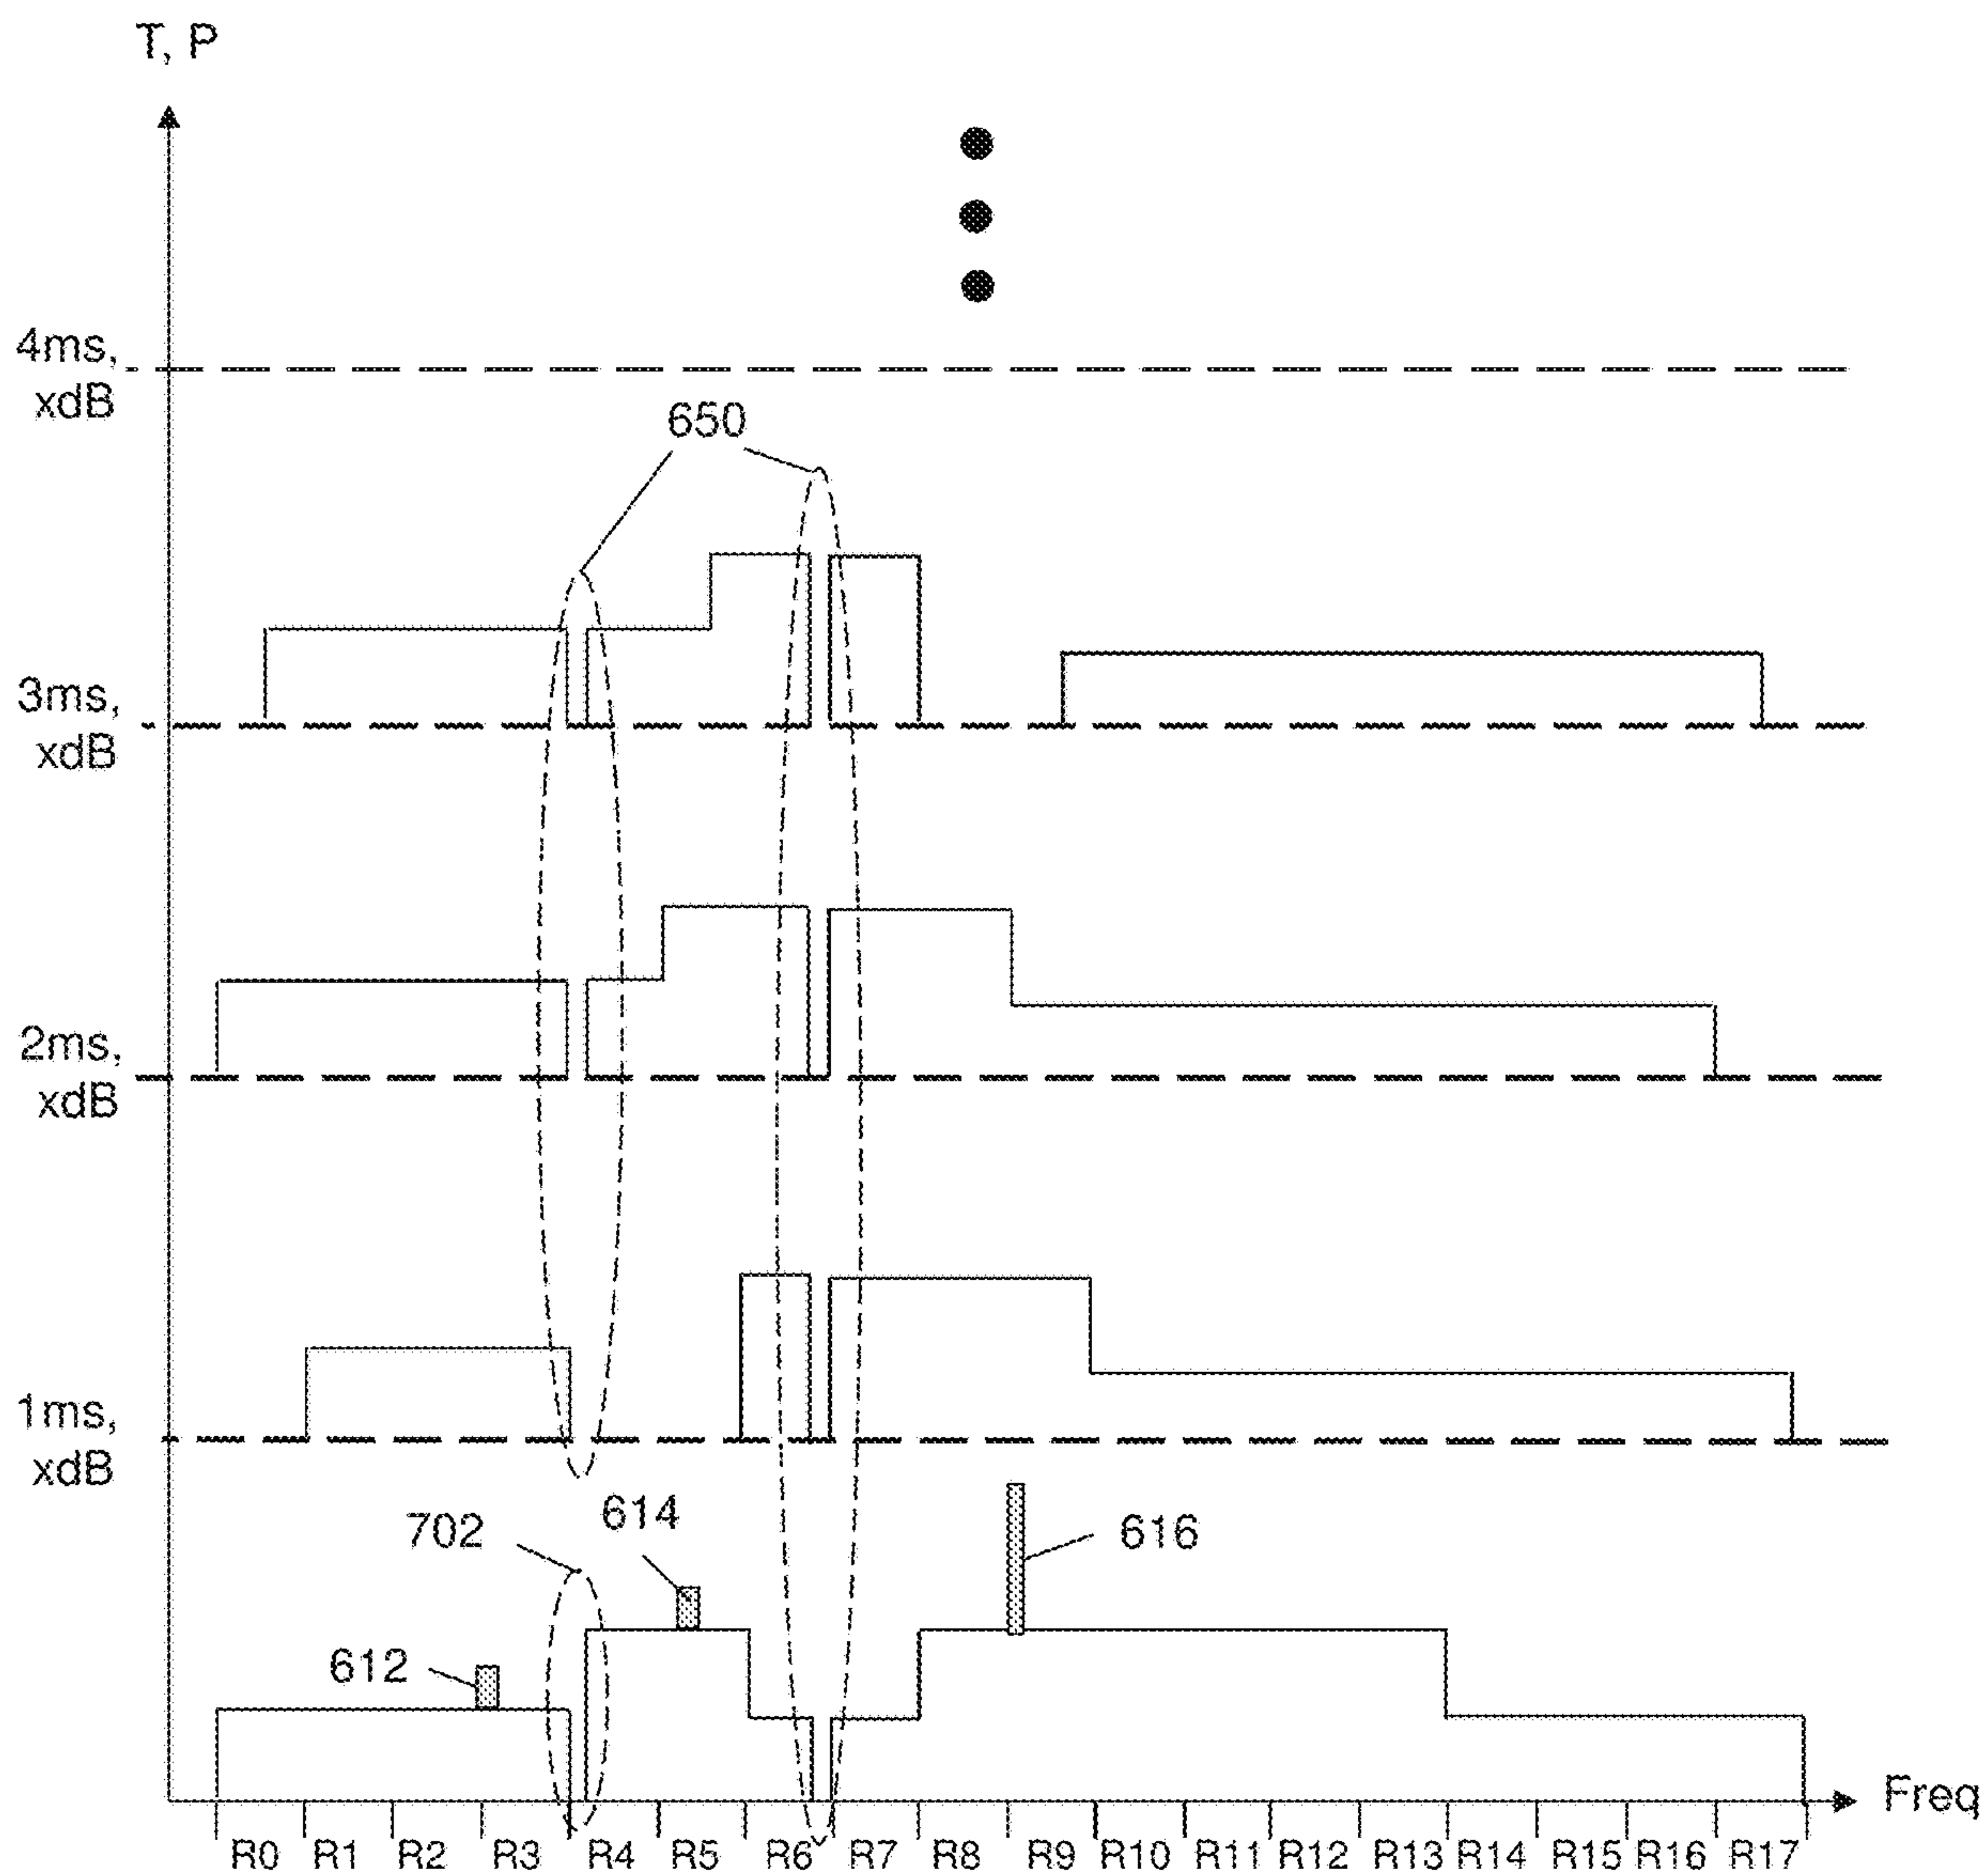 T, P
4ms,
xdB
650
3ms,
xdB
2ms,
xdB
1ms,
xdB
702
614
616
612
Freq
R0 R1 R2 R3 R4 R5 R6 R7 R8 R9 R10 R11 R12 R13 R14 R15 R16 R17